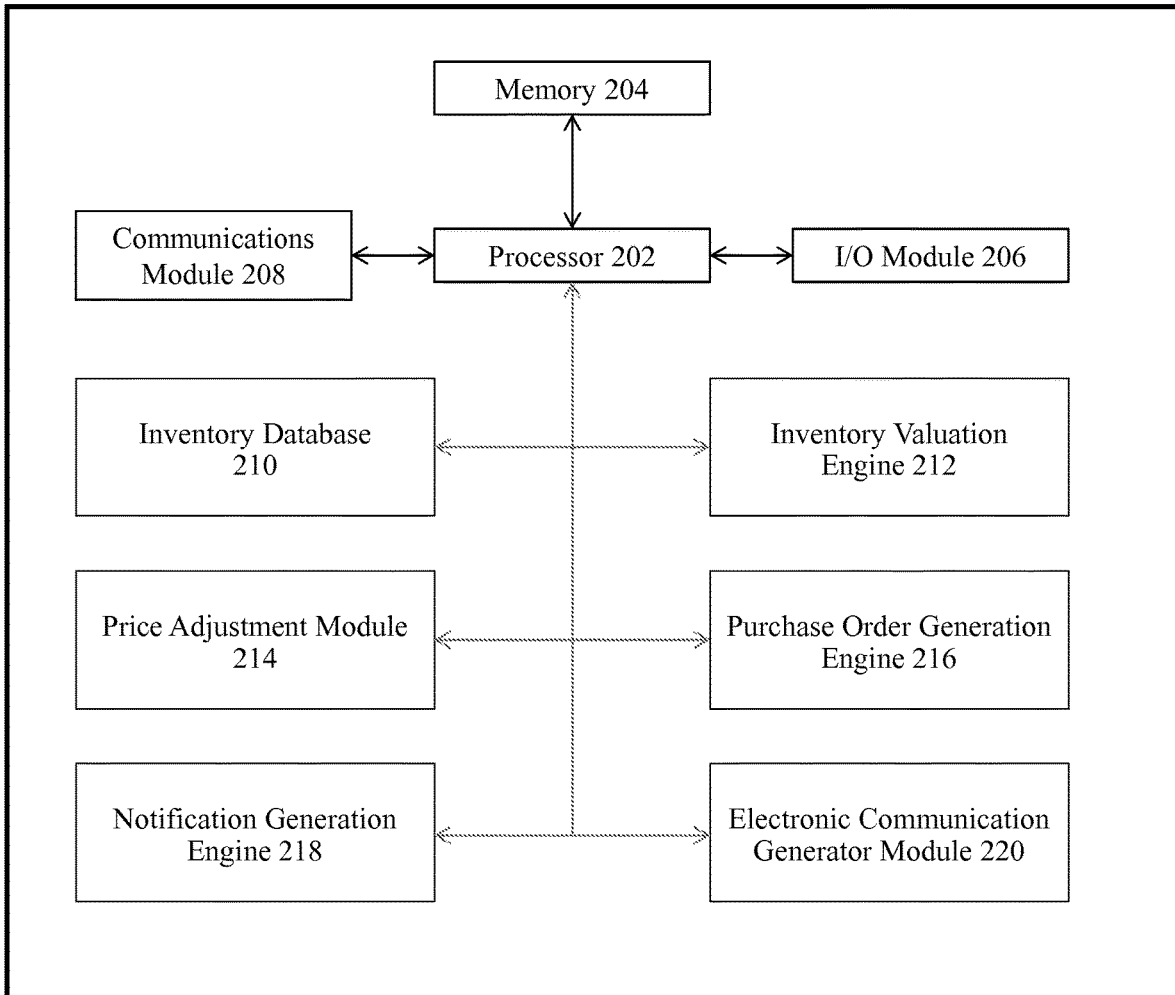 Memory 204
Communications
Module 208
Processor 202
I/O Module 206
Inventory Database
210
Inventory Valuation
Engine 212
Price Adjustment Module
214
Purchase Order Generation
Engine 216
Notification Generation
Engine 218
Electronic Communication
Generator Module 220